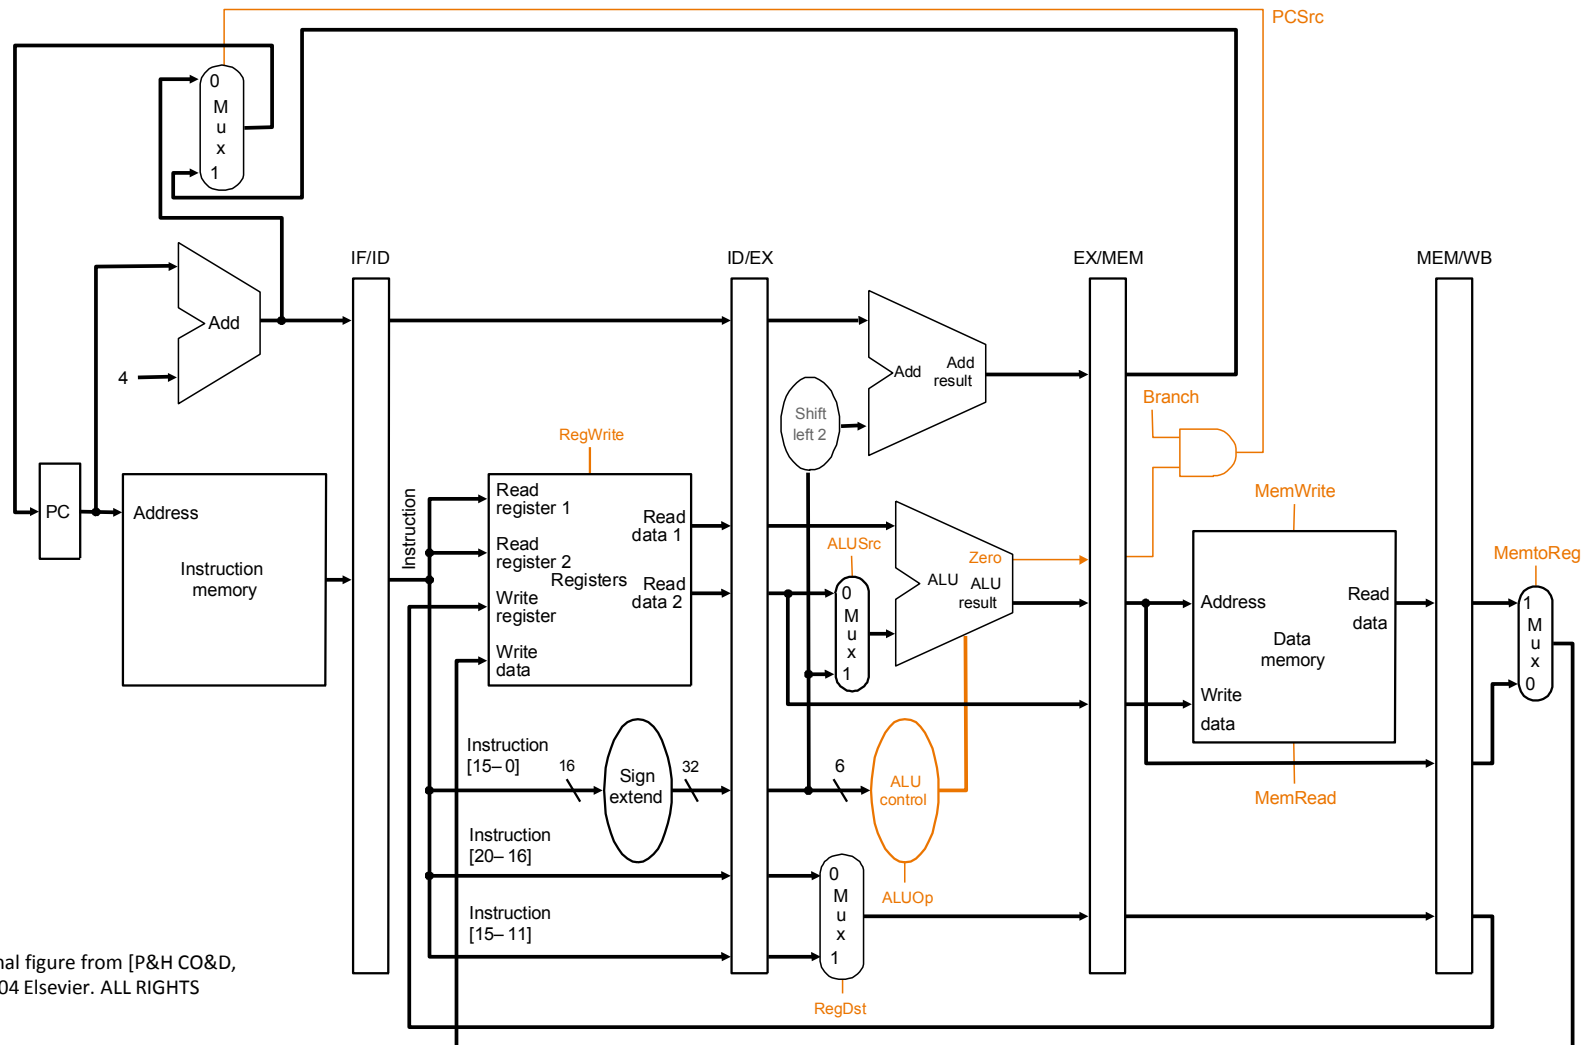 PCSrc
0
M
u
x
1
IF/ID
ID/EX
EX/MEM
MEM/WB
Add
4
Add
Add
result
Shift
left 2
Branch
RegWrite
PC
Address
Instruction
memory
Instruction
Read
register 1
Read
register 2
Write
register
Write
data
Registers
Read
data 1
Read
data 2
ALUSrc
0
M
u
x
1
Zero
ALU
ALU
result
MemWrite
Address
Read
data
Data
memory
Write
data
MemRead
MemtoReg
1
M
u
x
0
Instruction
[15–0]
16
Sign
extend
32
6
ALU
control
ALUOp
Instruction
[20–16]
Instruction
[15–11]
0
M
u
x
1
RegDst
nal figure from [P&H CO&D,
04 Elsevier. ALL RIGHTS